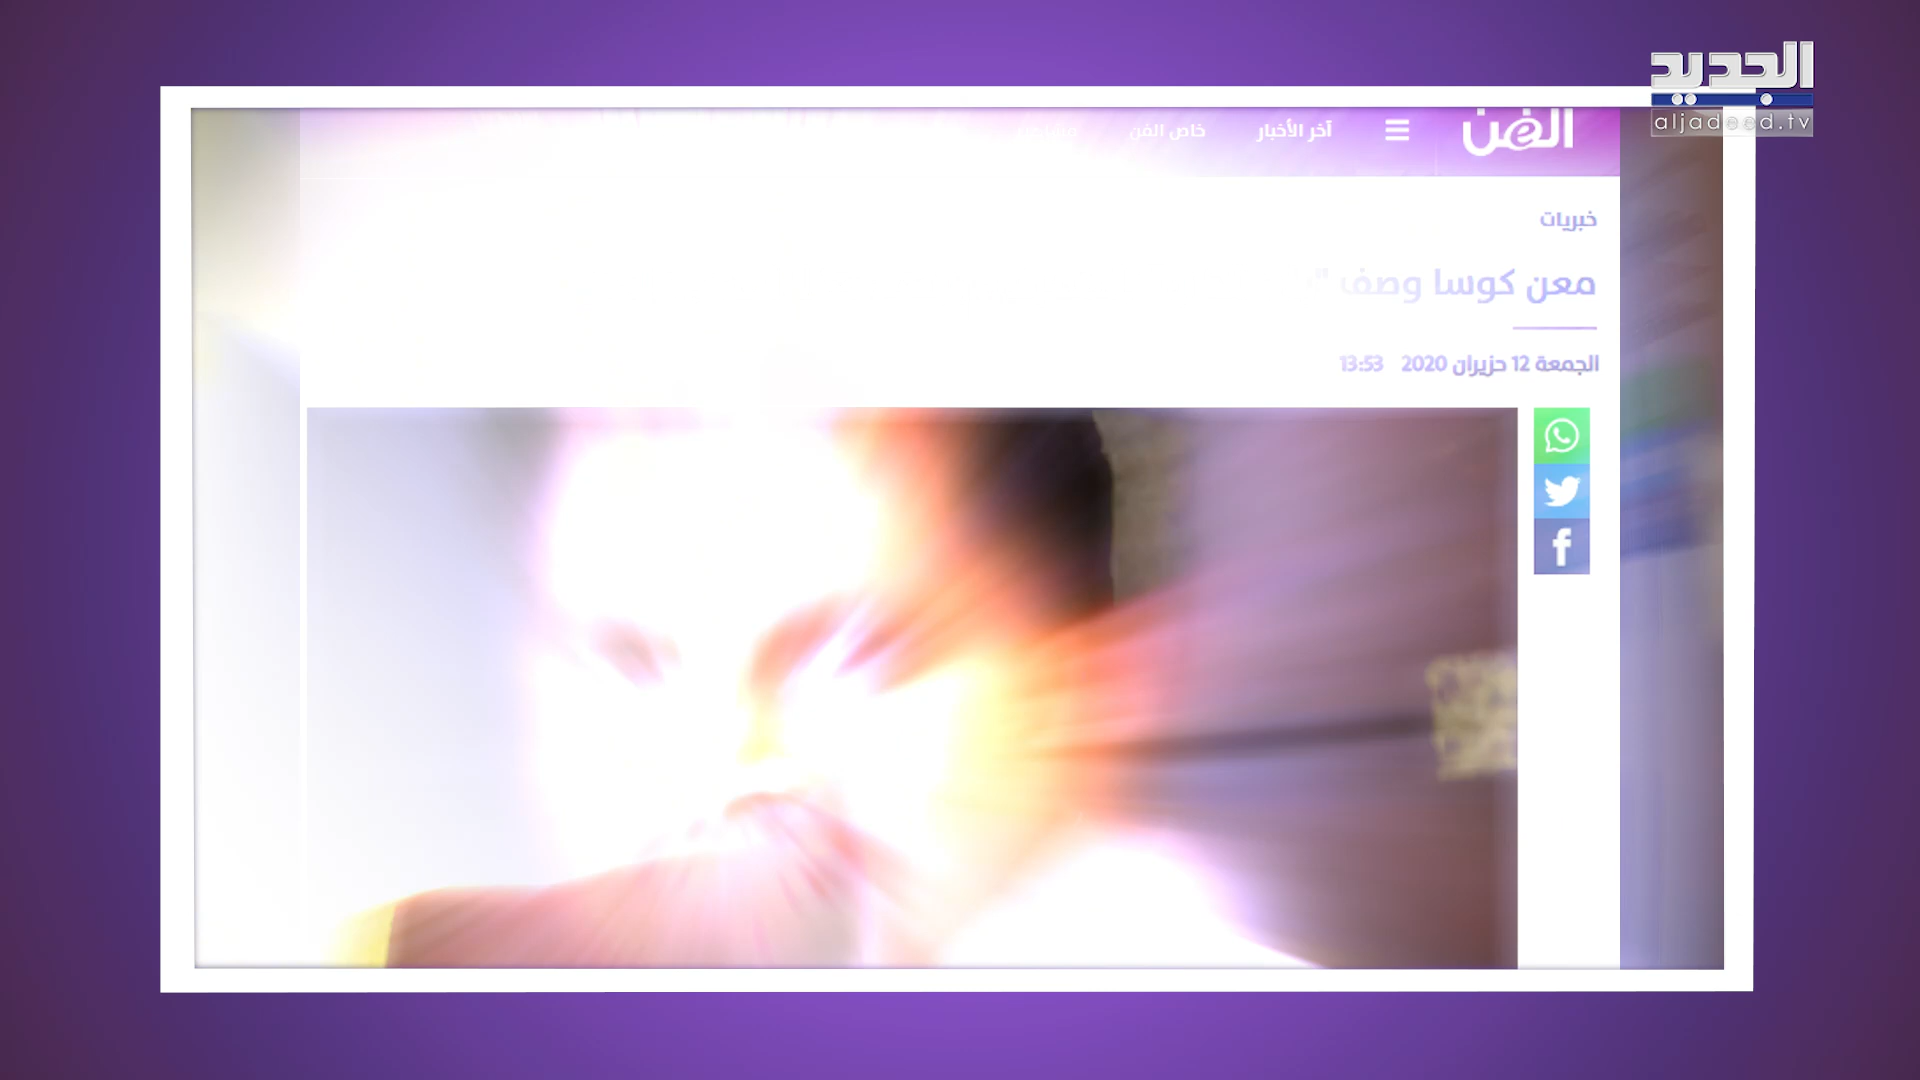 الجديد
aljadeed.tv
الفن
آخر الأخبار
خاص الفن
خبريات
معن كوسا وصف "
الجمعة 12 حزيران 2020 13:53